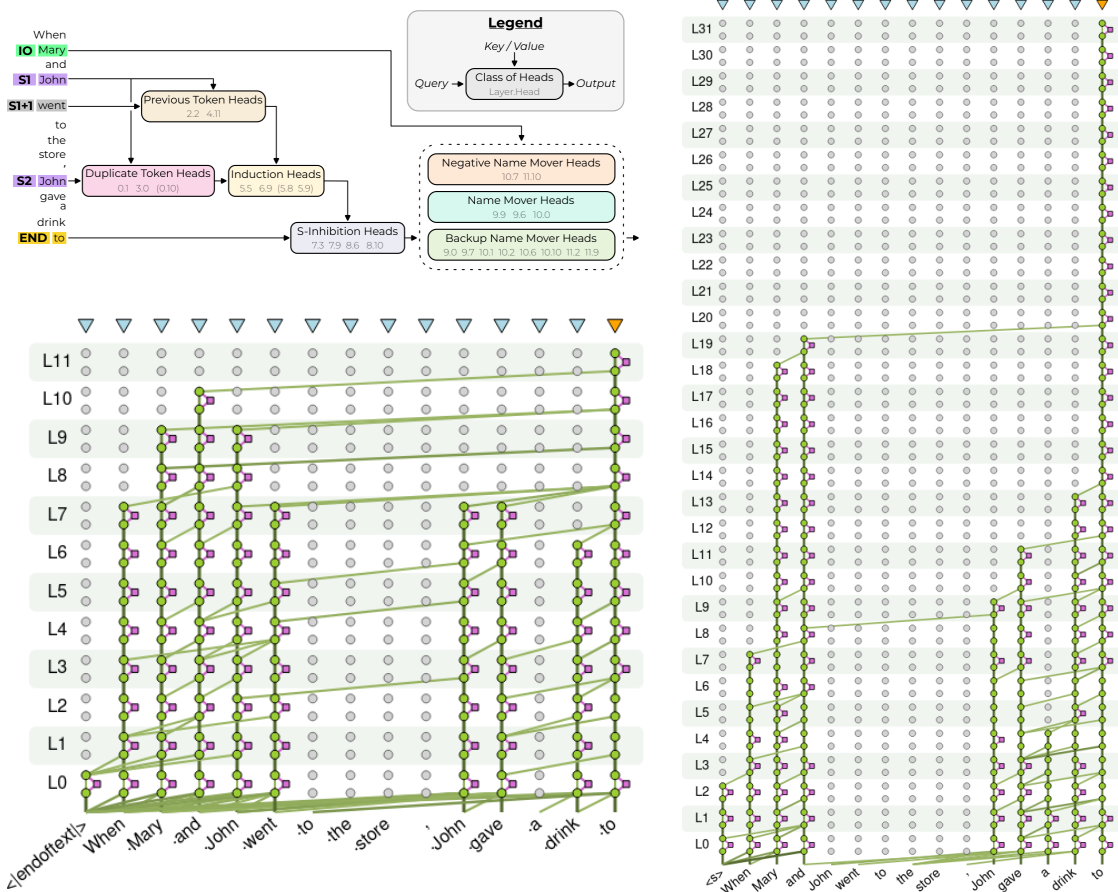 When
IO Mary
and
S1 John
S1+1 went
to
the
store
,
S2 John
gave
a
drink
END to
Previous Token Heads
2.2 4.11
Duplicate Token Heads
0.1 3.0 (0.10)
Induction Heads
5.5 6.9 (5.8 5.9)
S-Inhibition Heads
7.3 7.9 8.6 8.10
Legend
Key / Value
Query
Class of Heads
Layer.Head
Output
Negative Name Mover Heads
10.7 11.10
Name Mover Heads
9.9 9.6 10.0
Backup Name Mover Heads
9.0 9.7 10.1 10.2 10.6 10.10 11.2 11.9
L11
L10
L9
L8
L7
L6
L5
L4
L3
L2
L1
L0
<|endoftext|>
When
·Mary
·and
·John
·went
·to
·the
·store
,
·John
·gave
·a
·drink
·to
L31
L30
L29
L28
L27
L26
L25
L24
L23
L22
L21
L20
L19
L18
L17
L16
L15
L14
L13
L12
L11
L10
L9
L8
L7
L6
L5
L4
L3
L2
L1
L0
<s>
When
Mary
and
John
went
to
the
store
,
John
gave
a
drink
to